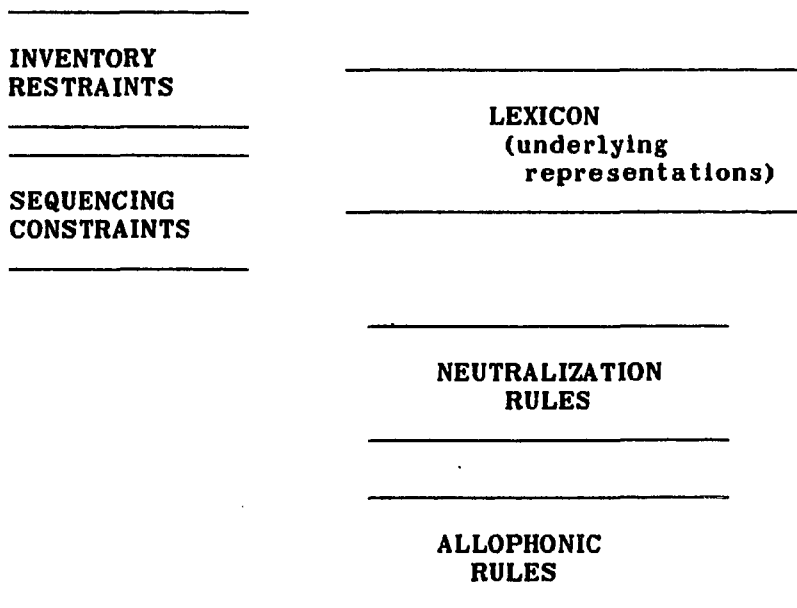 INVENTORY
RESTRAINTS
SEQUENCING
CONSTRAINTS
LEXICON
(underlying
representations)
NEUTRALIZATION
RULES
ALLOPHONIC
RULES